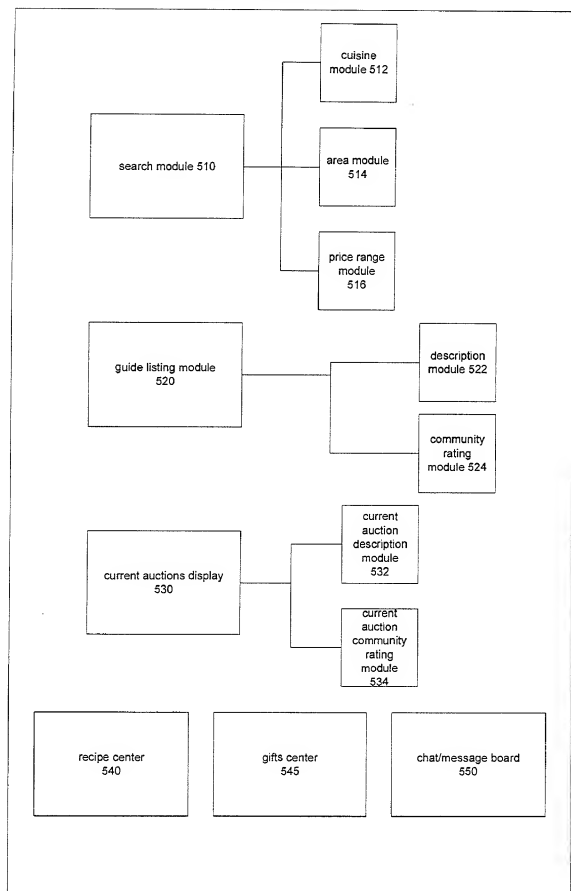 cuisine
module 512
search module 510
area module
514
price range
module
516
guide listing module
520
description
module 522
community
rating
module 524
current auctions display
530
current
auction
description
module
532
current
auction
community
rating
module
534
recipe center
540
gifts center
545
chat/message board
550